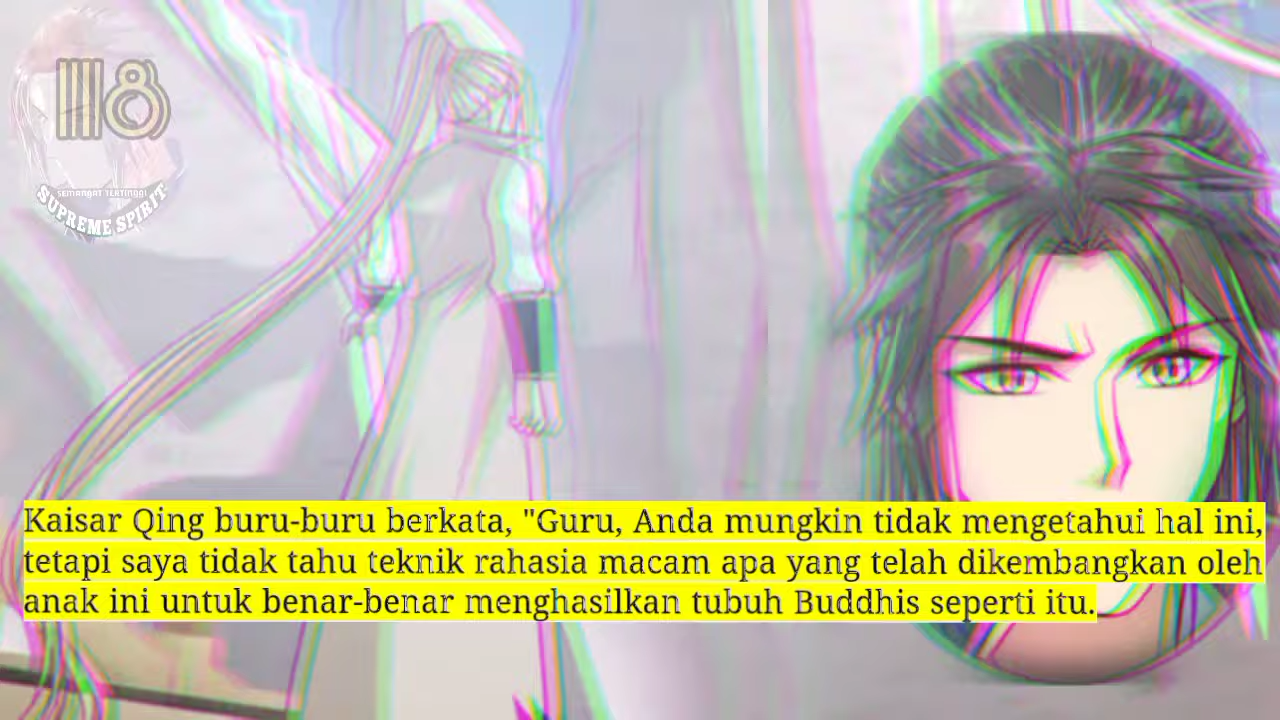 118
SEMANGAT TERTINGGI
SUPREME SPIRIT
Kaisar Qing buru-buru berkata, "Guru, Anda mungkin tidak mengetahui hal ini,
tetapi saya tidak tahu teknik rahasia macam apa yang telah dikembangkan oleh
anak ini untuk benar-benar menghasilkan tubuh Buddhis seperti itu.